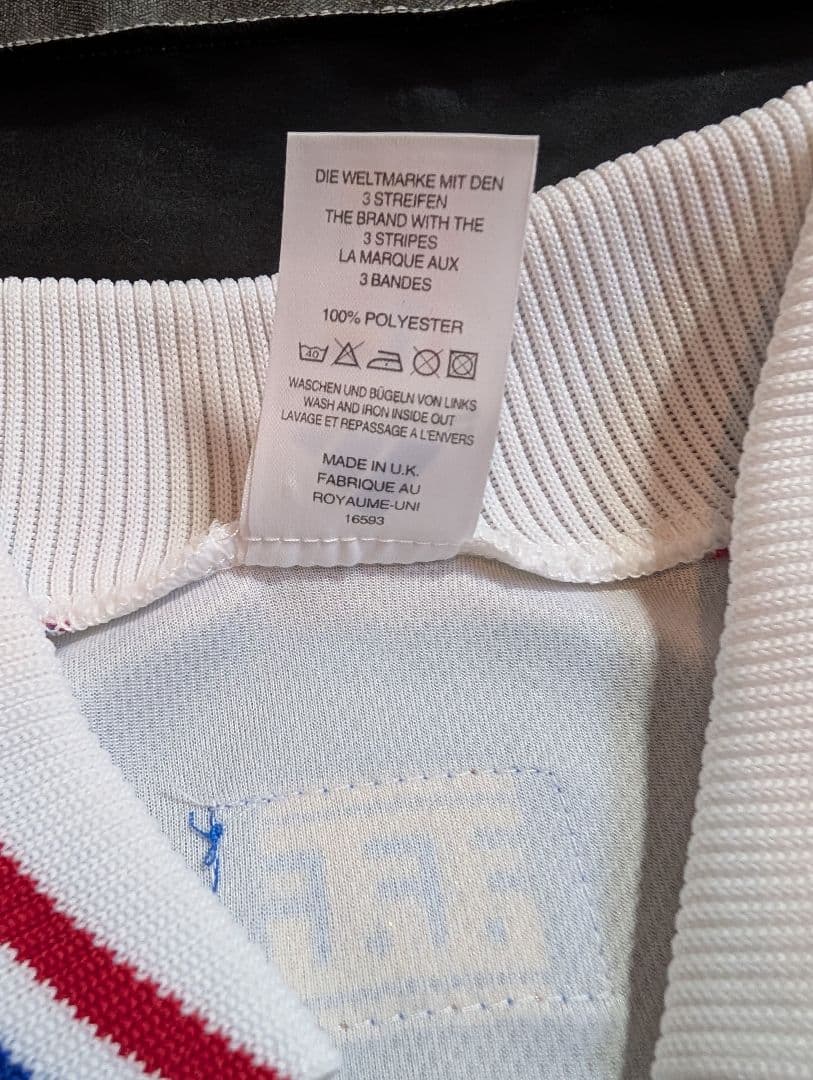 DIE WELTMARKE MIT DEN
3 STREIFEN
THE BRAND WITH THE
3 STRIPES
LA MARQUE AUX
3 BANDES
100% POLYESTER
40
WASCHEN UND BÜGELN VON LINKS
WASH AND IRON INSIDE OUT
LAVAGE ET REPASSAGE A L'ENVERS
MADE IN U.K.
FABRIQUE AU
ROYAUME-UNI
16593